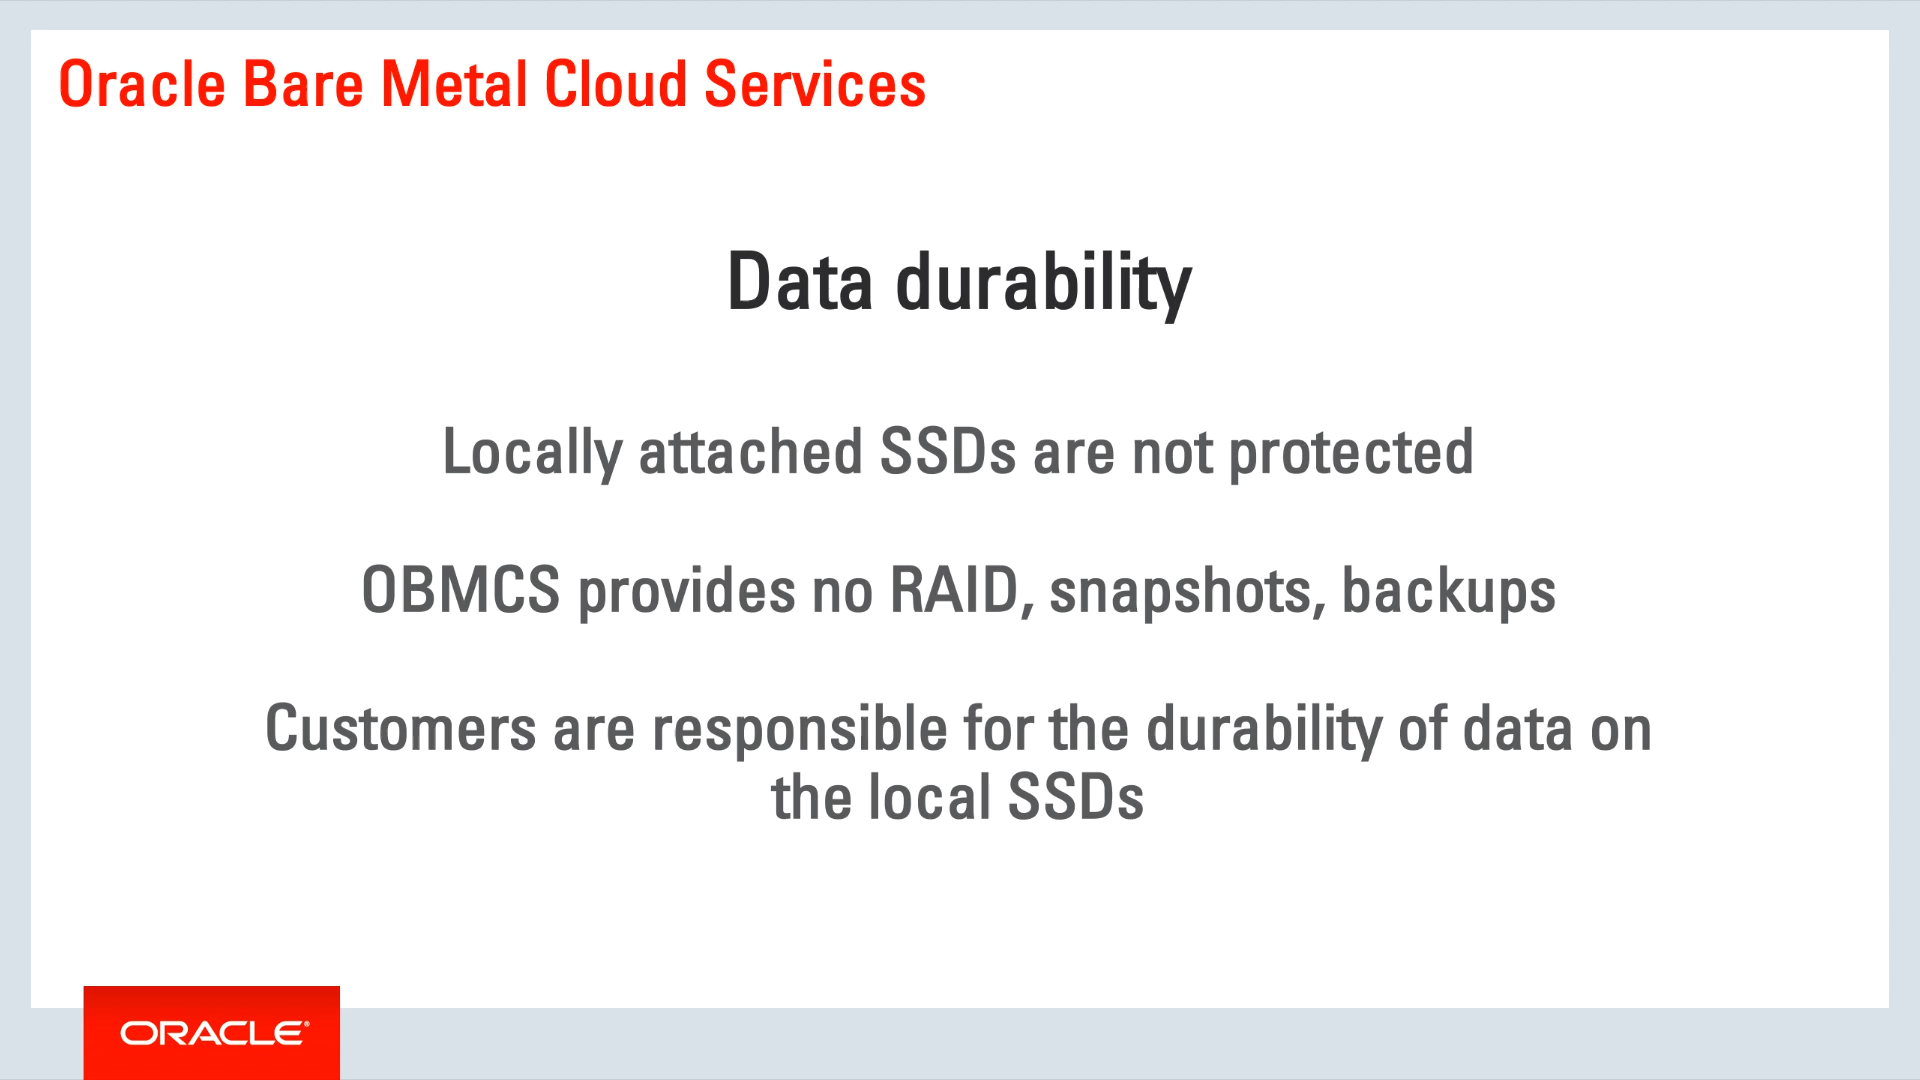 Oracle Bare Metal Cloud Services
Data durability
Locally attached SSDs are not protected
OBMCS provides no RAID, snapshots, backups
Customers are responsible for the durability of data on
the local SSDs
ORACLE®